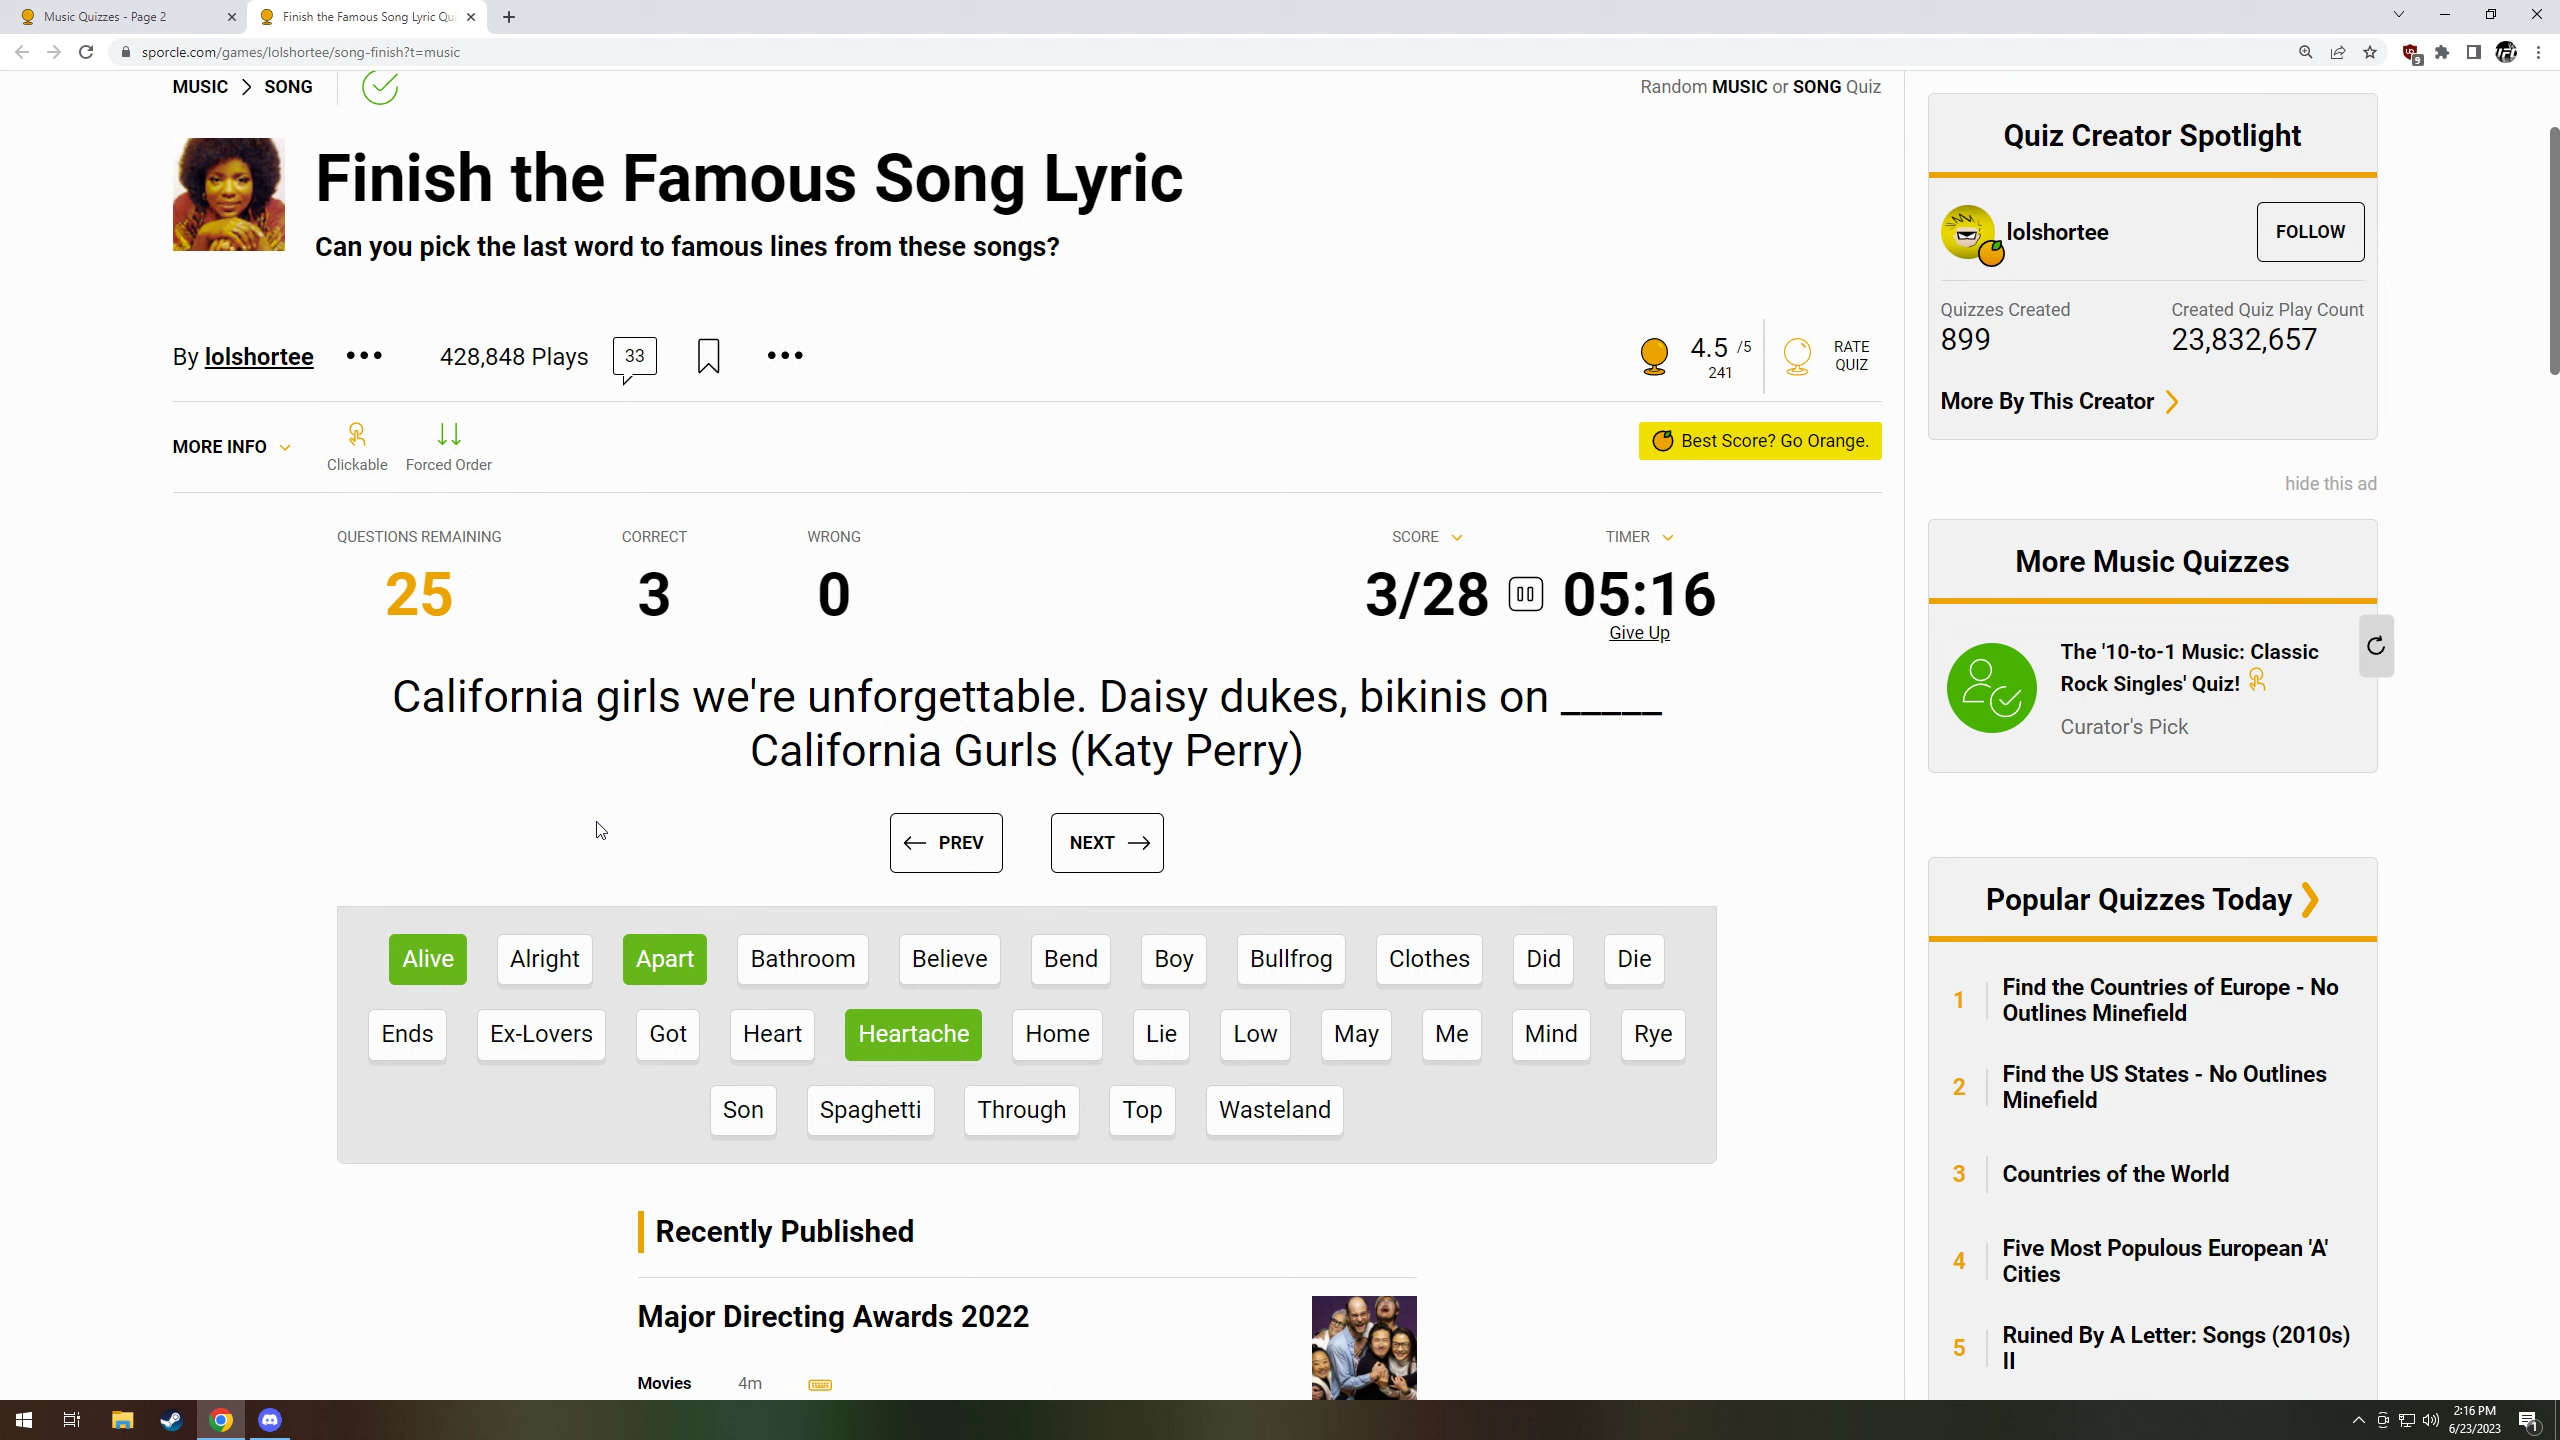 Music Quizzes - Page 2
Finish the Famous Song Lyric Qu
sporcle.com/games/lolshortee/song-finish?t=music
9
MUSIC > SONG
Random MUSIC or SONG Quiz
Finish the Famous Song Lyric
Can you pick the last word to famous lines from these songs?
By lolshortee
428,848 Plays
33
4.5 /5
241
RATE
QUIZ
MORE INFO
Clickable
Forced Order
Best Score? Go Orange.
QUESTIONS REMAINING
25
CORRECT
3
WRONG
0
SCORE
3/28
TIMER
05:16
Give Up
California girls we're unforgettable. Daisy dukes, bikinis on _____
California Gurls (Katy Perry)
PREV
NEXT
Alive Alright Apart Bathroom Believe Bend Boy Bullfrog Clothes Did Die
Ends Ex-Lovers Got Heart Heartache Home Lie Low May Me Mind Rye
Son Spaghetti Through Top Wasteland
Recently Published
Major Directing Awards 2022
Movies 4m
Quiz Creator Spotlight
lolshortee
FOLLOW
Quizzes Created
899
Created Quiz Play Count
23,832,657
More By This Creator
hide this ad
More Music Quizzes
The '10-to-1 Music: Classic
Rock Singles' Quiz!
Curator's Pick
Popular Quizzes Today
1 Find the Countries of Europe - No
Outlines Minefield
2 Find the US States - No Outlines
Minefield
3 Countries of the World
4 Five Most Populous European 'A'
Cities
5 Ruined By A Letter: Songs (2010s)
II
2:16 PM
6/23/2023
1